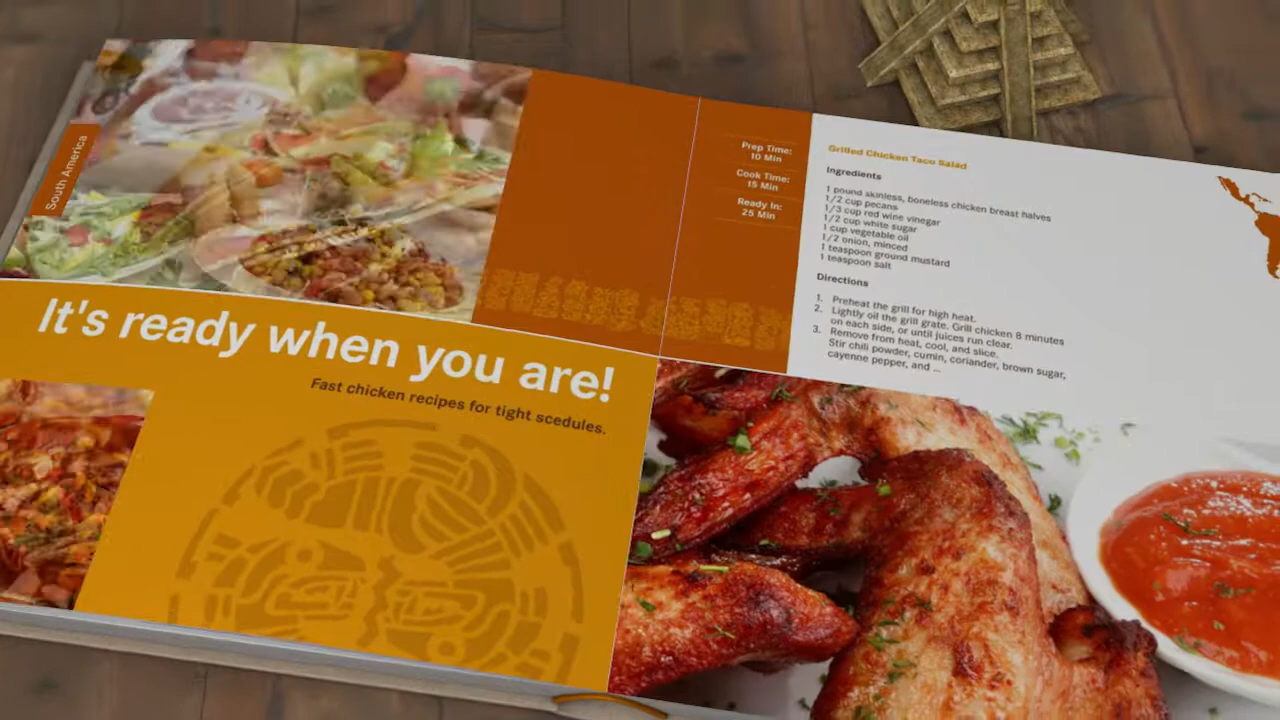 South America
It's ready when you are!
Fast chicken recipes for tight scedules.
Prep Time:
10 Min
Cook Time:
15 Min
Ready In:
25 Min
Grilled Chicken Taco Salad
Ingredients
1 pound skinless, boneless chicken breast halves
1/2 cup pecans
1/3 cup red wine vinegar
1/2 cup white sugar
1 cup vegetable oil
1/2 onion, minced
1 teaspoon ground mustard
1 teaspoon salt
Directions
1. Preheat the grill for high heat.
2. Lightly oil the grill grate. Grill chicken 8 minutes
on each side, or until juices run clear.
3. Remove from heat, cool, and slice.
Stir chili powder, cumin, coriander, brown sugar,
cayenne pepper, and ...